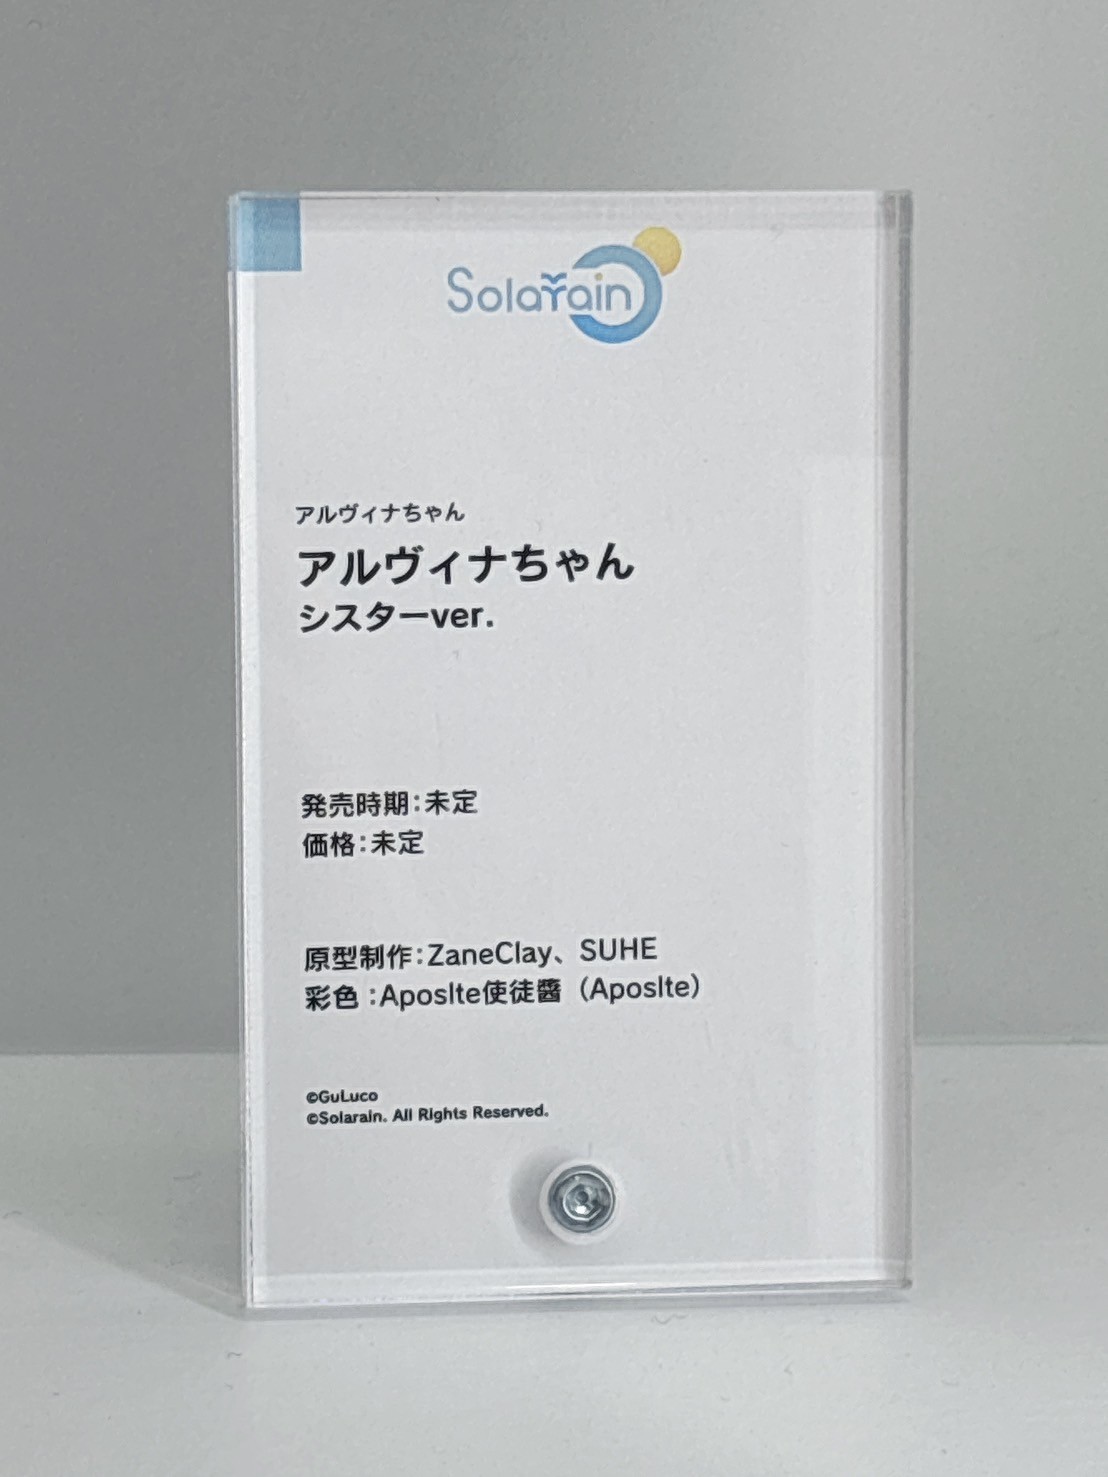 Solarain
アルヴィナちゃん
アルヴィナちゃん
シスターver.
発売時期:未定
価格:未定
原型制作:ZaneClay、SUHE
彩色:Aposlte使徒醬（Aposlte）
©GuLuco
©Solarain. All Rights Reserved.